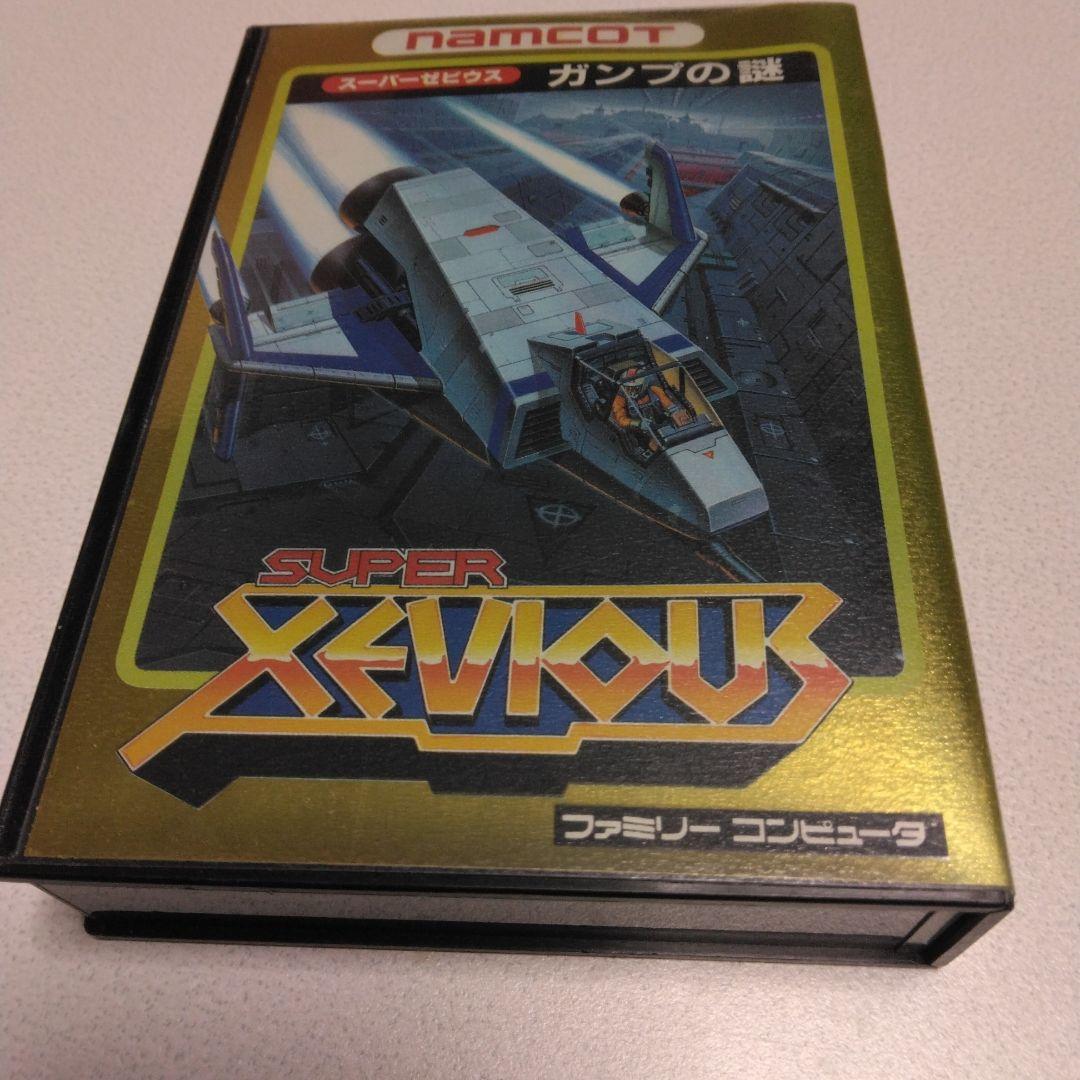 namcot
スーパーゼビウス ガンプの謎
SUPER
XEVIOUS
ファミリーコンピュータ